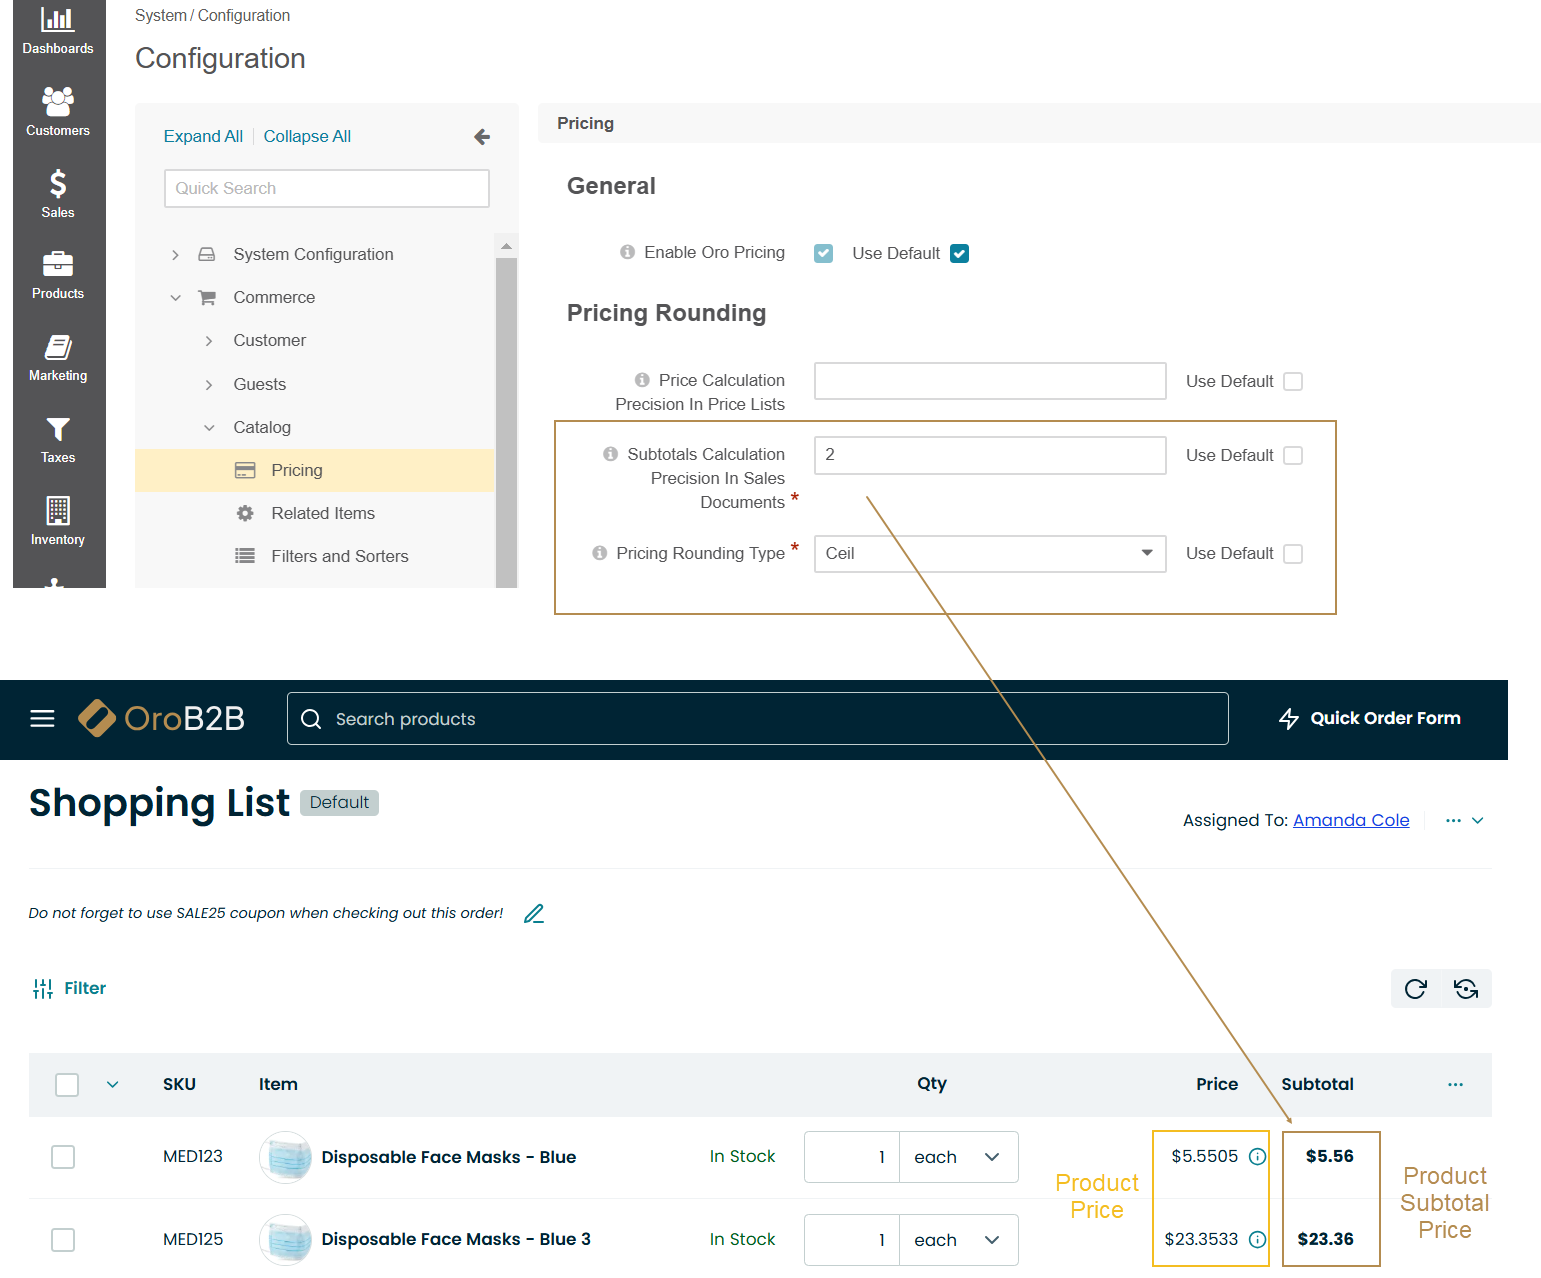 System / Configuration
Configuration
Dashboards
Customers
Sales
Products
Marketing
Taxes
Inventory
Expand All
Collapse All
Quick Search
System Configuration
Commerce
Customer
Guests
Catalog
Pricing
Related Items
Filters and Sorters
Pricing
General
Enable Oro Pricing
Use Default
Pricing Rounding
Price Calculation
Precision In Price Lists
Use Default
Subtotals Calculation
Precision In Sales
Documents *
2
Use Default
Pricing Rounding Type *
Ceil
Use Default
OroB2B
Search products
Quick Order Form
Shopping List
Default
Assigned To: Amanda Cole
Do not forget to use SALE25 coupon when checking out this order!
Filter
SKU
Item
Qty
Price
Subtotal
MED123
Disposable Face Masks - Blue
In Stock
1
each
$5.5505
$5.56
Product
Price
Product
Subtotal
Price
MED125
Disposable Face Masks - Blue 3
In Stock
1
each
$23.3533
$23.36